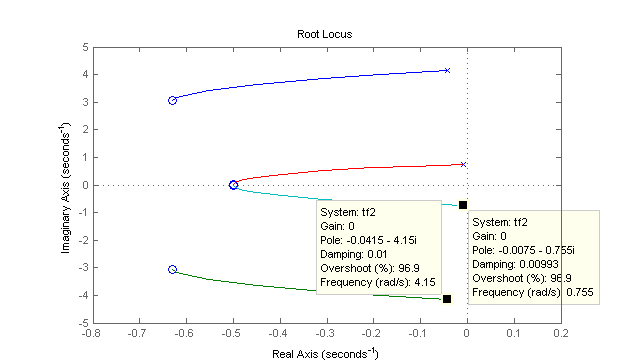 Root Locus
5
4
3
2
1
0
-1
-2
-3
-4
-5
Imaginary Axis (seconds⁻¹)
System: tf2
Gain: 0
Pole: -0.0415 - 4.15i
Damping: 0.01
Overshoot (%): 96.9
Frequency (rad/s): 4.15
System: tf2
Gain: 0
Pole: -0.0075 - 0.755i
Damping: 0.00993
Overshoot (%): 96.9
Frequency (rad/s): 0.755
-0.8
-0.7
-0.6
-0.5
-0.4
-0.3
-0.2
-0.1
0
0.1
0.2
Real Axis (seconds⁻¹)